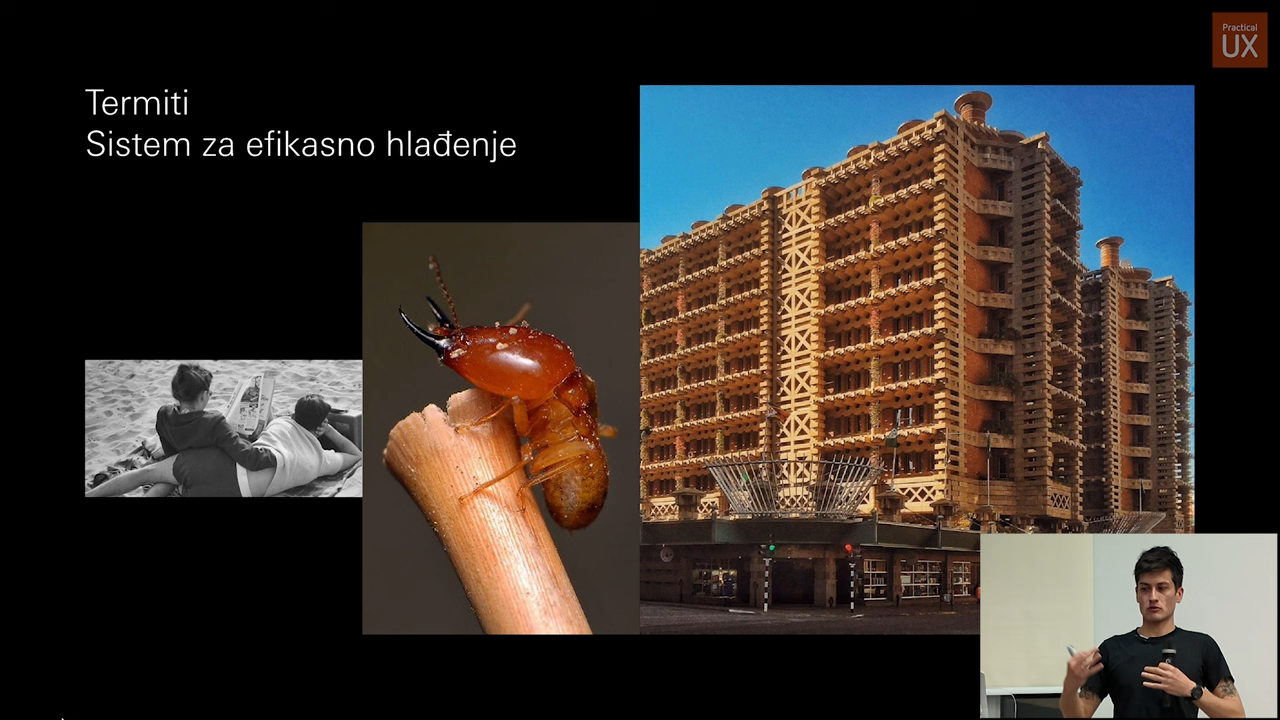 Practical
UX
Termiti
Sistem za efikasno hlađenje